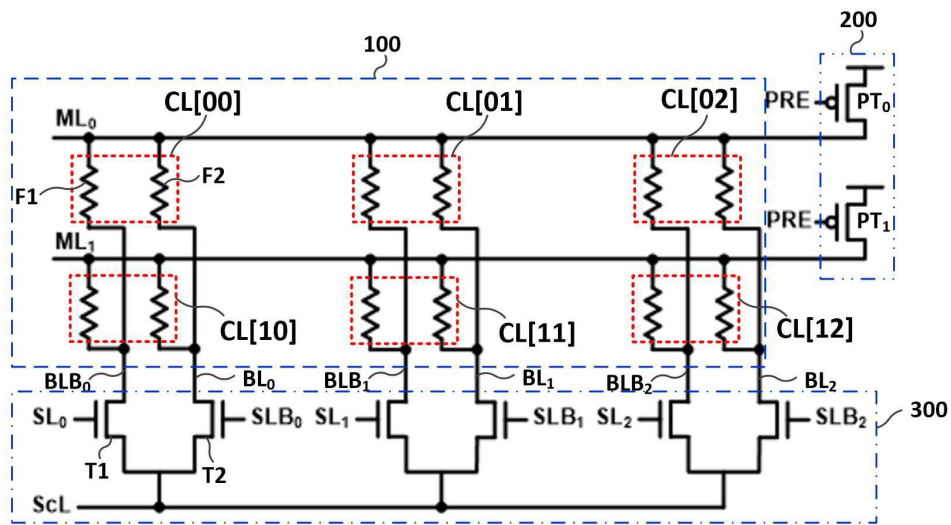 100
200
CL[00]
CL[01]
CL[02]
PRE
PT₀
ML₀
F1
F2
PRE
PT₁
ML₁
CL[10]
CL[11]
CL[12]
BLB₀
BL₀
BLB₁
BL₁
BLB₂
BL₂
300
SL₀
SLB₀
SL₁
SLB₁
SL₂
SLB₂
T1
T2
ScL